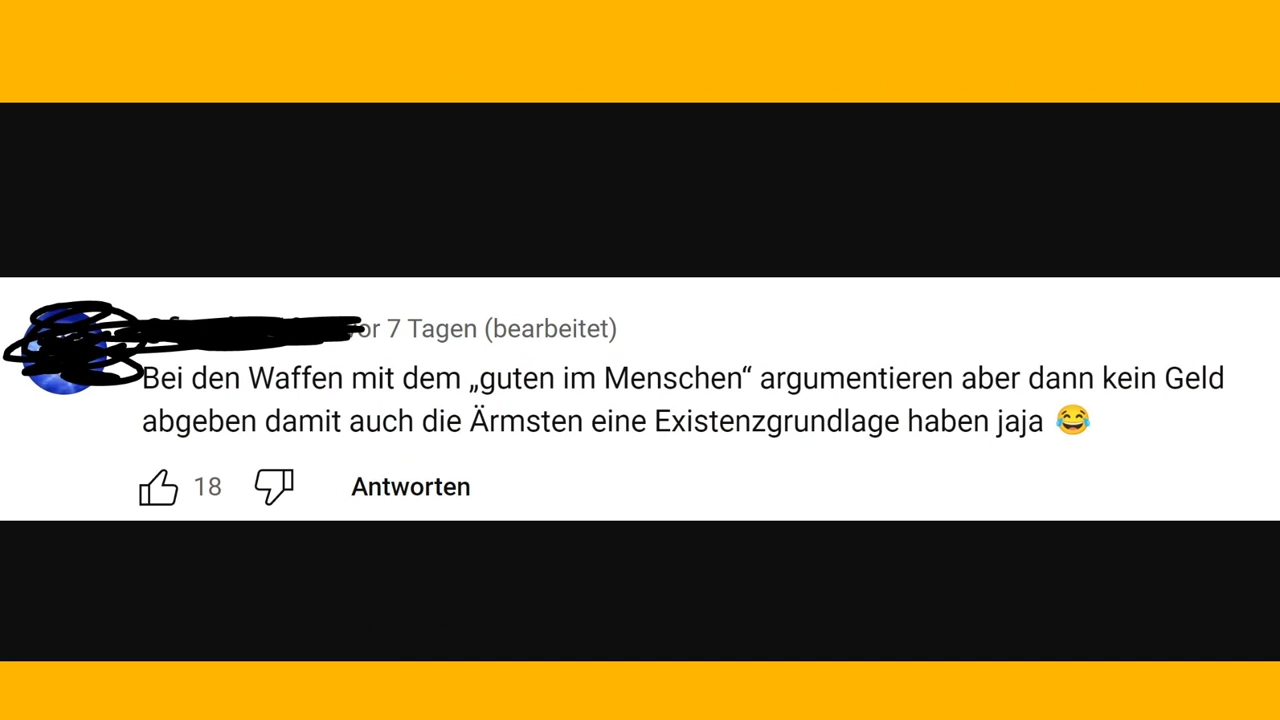 vor 7 Tagen (bearbeitet)
Bei den Waffen mit dem „guten im Menschen“ argumentieren aber dann kein Geld
abgeben damit auch die Ärmsten eine Existenzgrundlage haben jaja 😂
18
Antworten